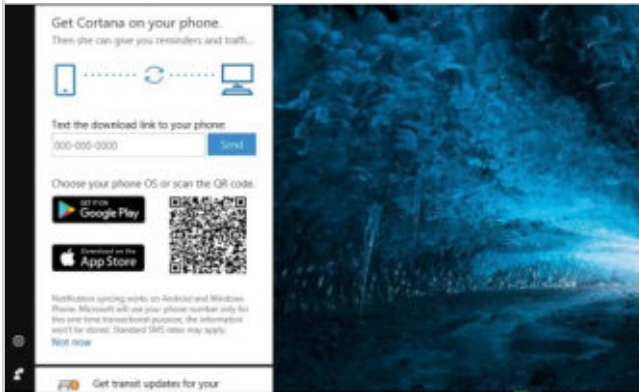 Get Cortana on your phone.
Then she can give you reminders and traffi...
Text the download link to your phone:
000-000-0000
Send
Choose your phone OS or scan the QR code.
GET IT ON
Google Play
Download on the
App Store
Notification syncing works on Android and Windows
Phone. Microsoft will use your phone number only for
this one-time transactional purpose, the information
won't be stored. Standard SMS rates may apply.
Not now
Get transit updates for your